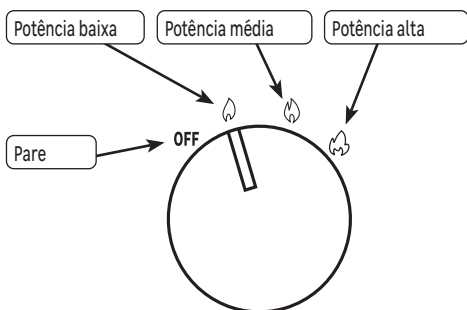 Potência baixa
Potência média
Potência alta
OFF
Pare